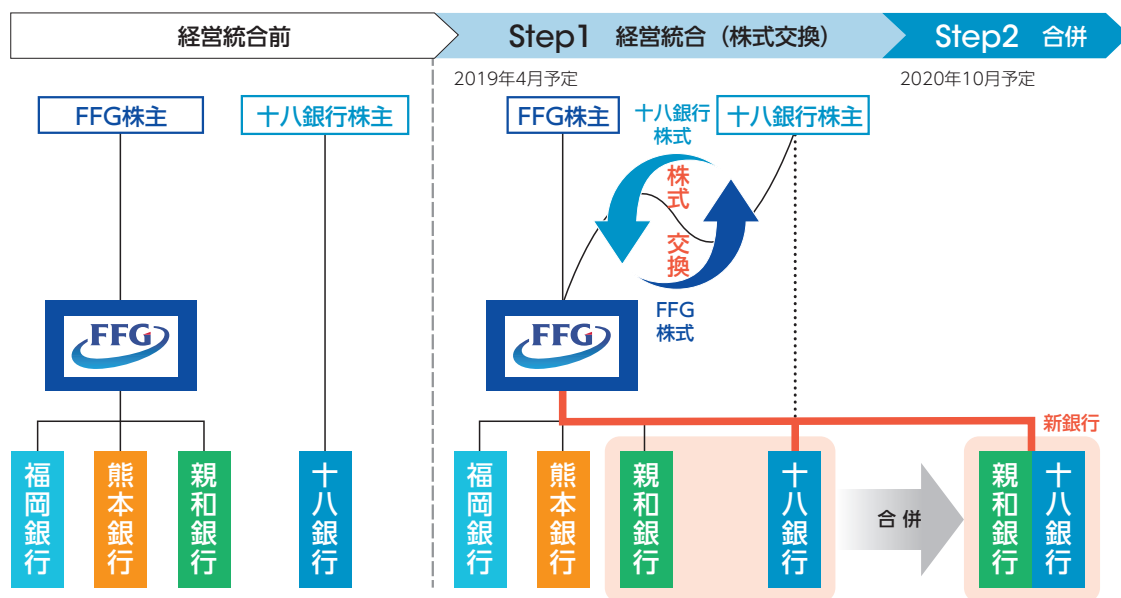 経営統合前
Step1 経営統合（株式交換）
Step2 合併
2019年4月予定
2020年10月予定
FFG株主
十八銀行株主
FFG株主
十八銀行
株式
十八銀行株主
株式
交換
FFG
株式
FFG
FFG
新銀行
福岡銀行
熊本銀行
親和銀行
十八銀行
福岡銀行
熊本銀行
親和銀行
十八銀行
合併
親和銀行
十八銀行